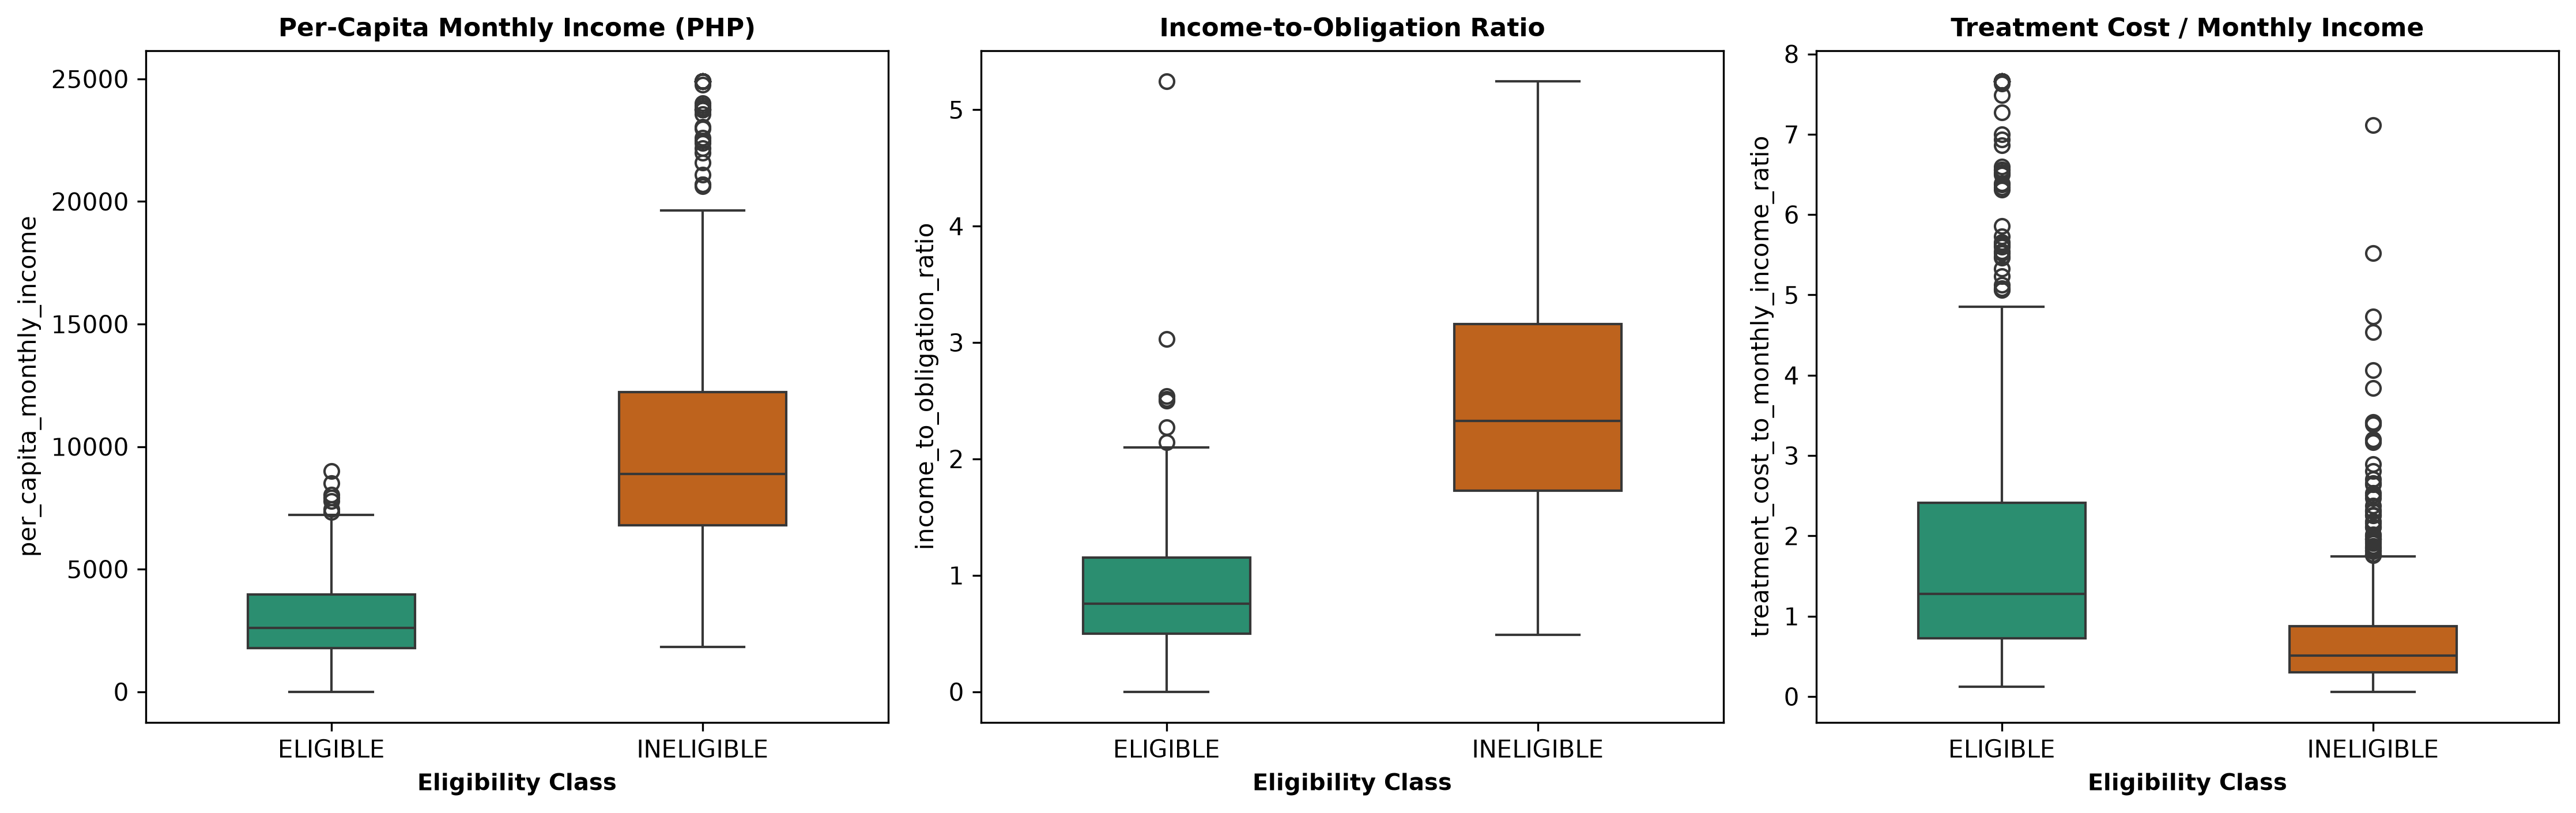 Per-Capita Monthly Income (PHP)
per_capita_monthly_income
25000
20000
15000
10000
5000
0
ELIGIBLE
INELIGIBLE
Eligibility Class
Income-to-Obligation Ratio
income_to_obligation_ratio
5
4
3
2
1
0
ELIGIBLE
INELIGIBLE
Eligibility Class
Treatment Cost / Monthly Income
treatment_cost_to_monthly_income_ratio
8
7
6
5
4
3
2
1
0
ELIGIBLE
INELIGIBLE
Eligibility Class